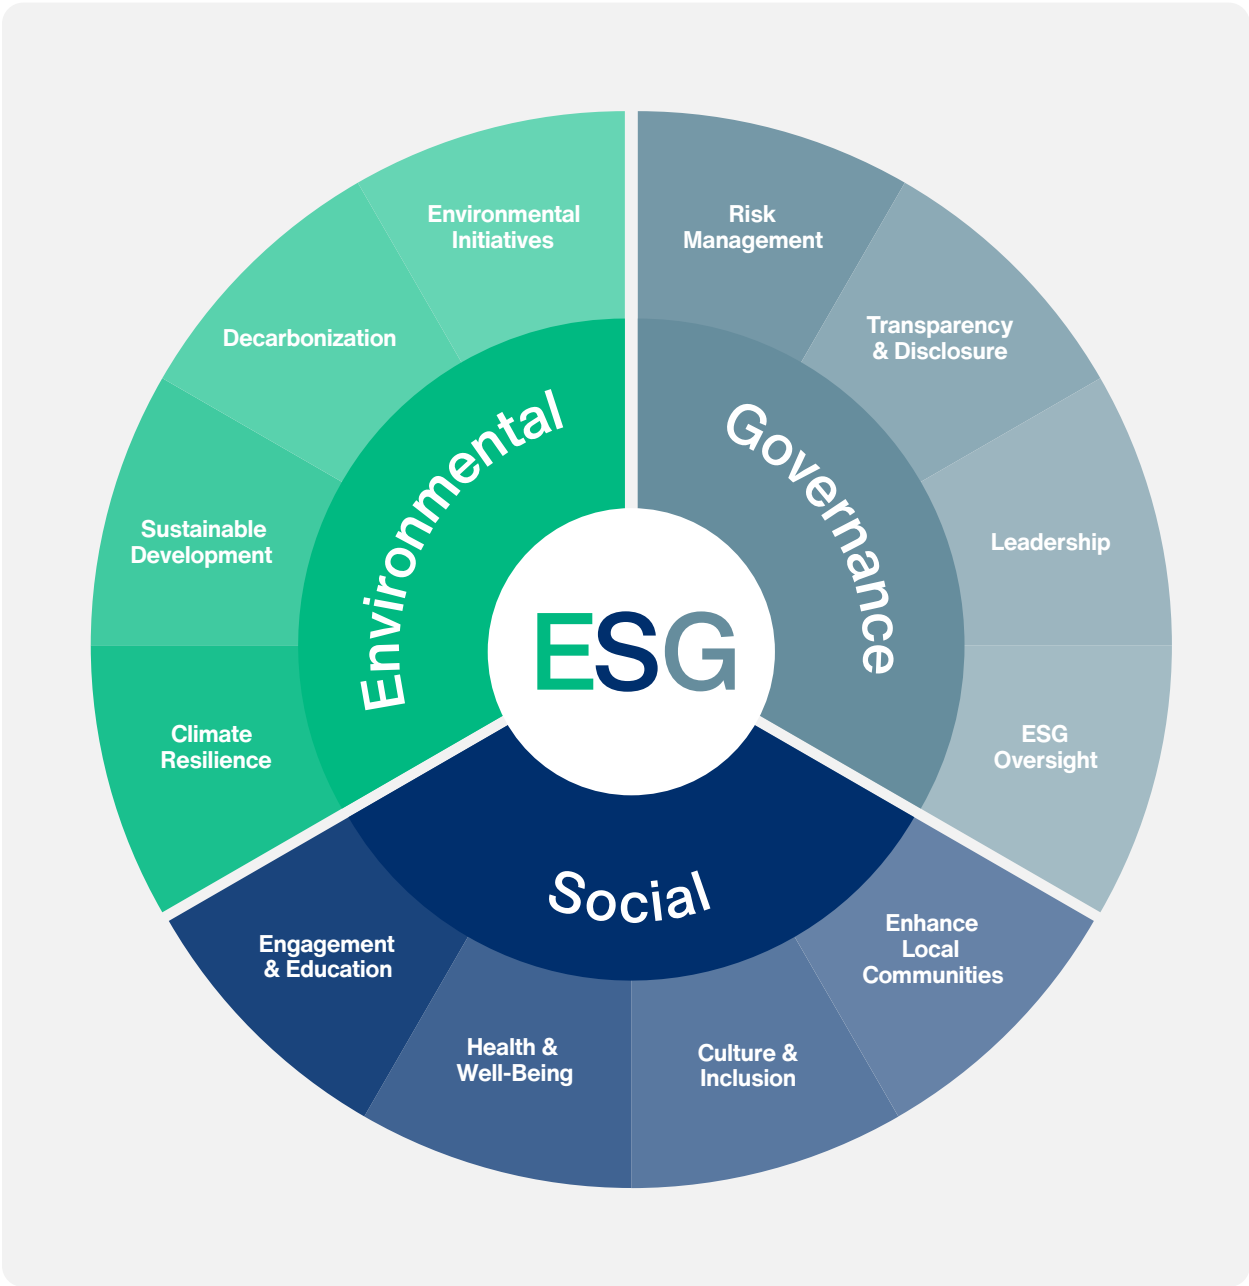 ESG
Environmental
Environmental
Initiatives
Decarbonization
Sustainable
Development
Climate
Resilience
Social
Engagement
& Education
Health &
Well-Being
Culture &
Inclusion
Enhance
Local
Communities
Governance
Risk
Management
Transparency
& Disclosure
Leadership
ESG
Oversight